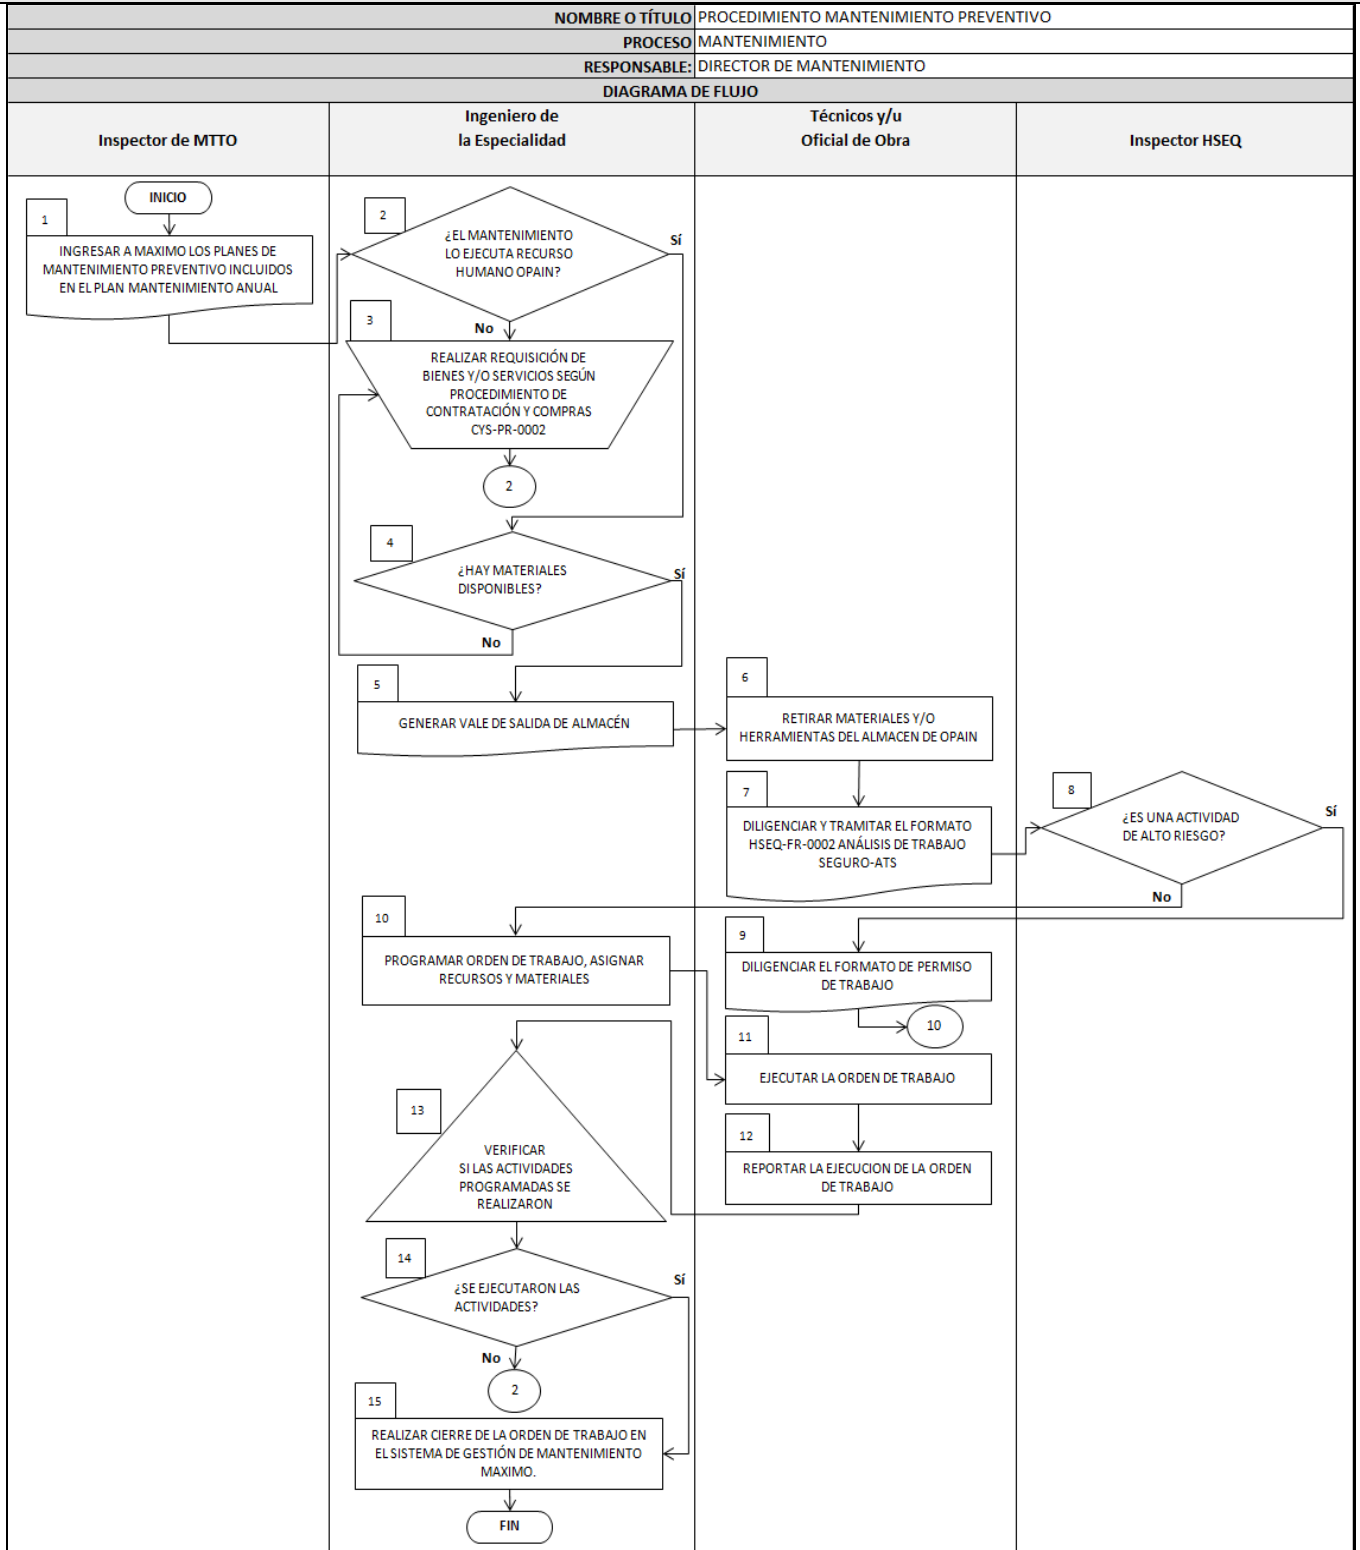 NOMBRE O TÍTULO PROCEDIMIENTO MANTENIMIENTO PREVENTIVO
PROCESO MANTENIMIENTO
RESPONSABLE: DIRECTOR DE MANTENIMIENTO
DIAGRAMA DE FLUJO
Inspector de MTTO
Ingeniero de
la Especialidad
Técnicos y/u
Oficial de Obra
Inspector HSEQ
INICIO
1
INGRESAR A MAXIMO LOS PLANES DE
MANTENIMIENTO PREVENTIVO INCLUIDOS
EN EL PLAN MANTENIMIENTO ANUAL
2
¿EL MANTENIMIENTO
LO EJECUTA RECURSO
HUMANO OPAIN?
Sí
No
3
REALIZAR REQUISICIÓN DE
BIENES Y/O SERVICIOS SEGÚN
PROCEDIMIENTO DE
CONTRATACIÓN Y COMPRAS
CYS-PR-0002
2
4
¿HAY MATERIALES
DISPONIBLES?
Sí
No
5
GENERAR VALE DE SALIDA DE ALMACÉN
6
RETIRAR MATERIALES Y/O
HERRAMIENTAS DEL ALMACEN DE OPAIN
7
DILIGENCIAR Y TRAMITAR EL FORMATO
HSEQ-FR-0002 ANÁLISIS DE TRABAJO
SEGURO-ATS
8
¿ES UNA ACTIVIDAD
DE ALTO RIESGO?
Sí
No
9
DILIGENCIAR EL FORMATO DE PERMISO
DE TRABAJO
10
10
PROGRAMAR ORDEN DE TRABAJO, ASIGNAR
RECURSOS Y MATERIALES
11
EJECUTAR LA ORDEN DE TRABAJO
12
REPORTAR LA EJECUCION DE LA ORDEN
DE TRABAJO
13
VERIFICAR
SI LAS ACTIVIDADES
PROGRAMADAS SE
REALIZARON
14
¿SE EJECUTARON LAS
ACTIVIDADES?
Sí
No
2
15
REALIZAR CIERRE DE LA ORDEN DE TRABAJO EN
EL SISTEMA DE GESTIÓN DE MANTENIMIENTO
MAXIMO.
FIN